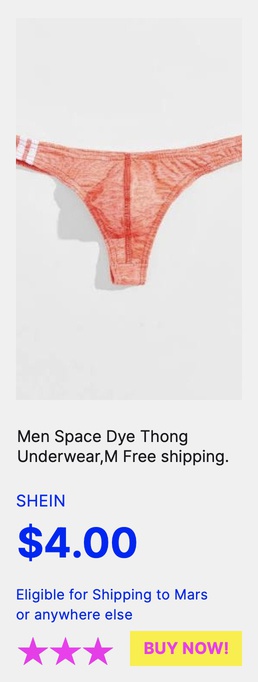 Men Space Dye Thong
Underwear,M Free shipping.
SHEIN
$4.00
Eligible for Shipping to Mars
or anywhere else
BUY NOW!